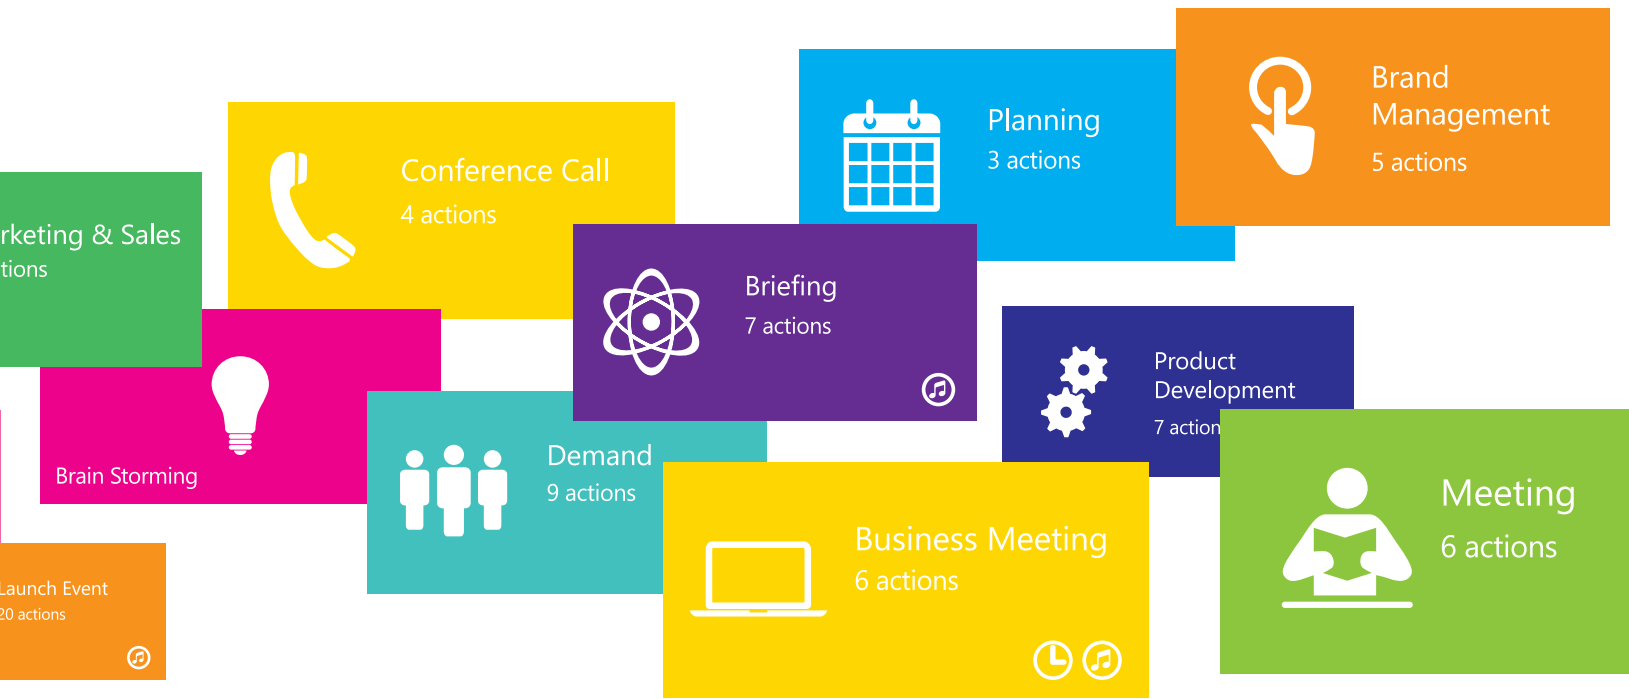 Brand
Management
5 actions
Planning
3 actions
Conference Call
4 actions
rketing & Sales
tions
Briefing
7 actions
Product
Development
7 action
Brain Storming
Demand
9 actions
Meeting
6 actions
Business Meeting
6 actions
Launch Event
20 actions